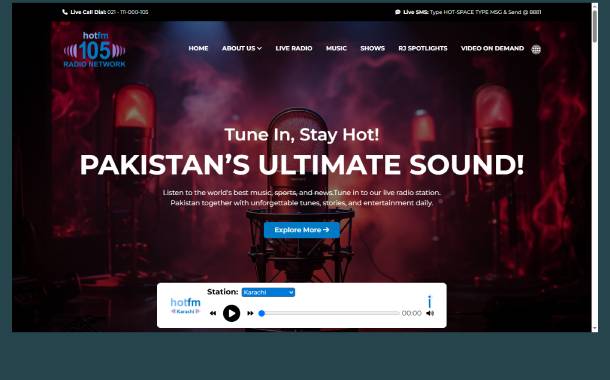 Live Call Dial: 021 - 111-000-105
Live SMS: Type HOT-SPACE TYPE MSG & Send @ 8881
hotfm
105
RADIO NETWORK
HOME ABOUT US LIVE RADIO MUSIC SHOWS RJ SPOTLIGHTS VIDEO ON DEMAND
Tune In, Stay Hot!
PAKISTAN'S ULTIMATE SOUND!
Listen to the world's best music, sports, and news.Tune in to our live radio station.
Pakistan together with unforgettable tunes, stories, and entertainment daily.
Explore More →
Station: Karachi
hotfm
Karachi
00:00